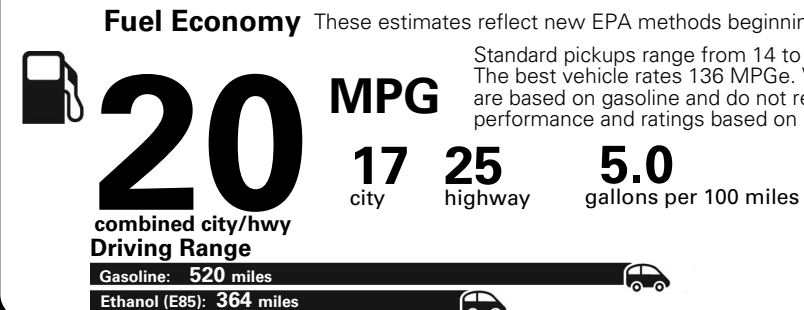 Fuel Economy These estimates reflect new EPA methods
Standard pickups range from 14 to
The best vehicle rates 136 MPGe.
are based on gasoline and do not
performance and ratings based on
20 MPG
combined city/hwy
17 city
25 highway
5.0 gallons per 100 miles
Driving Range
Gasoline: 520 miles
Ethanol (E85): 364 miles